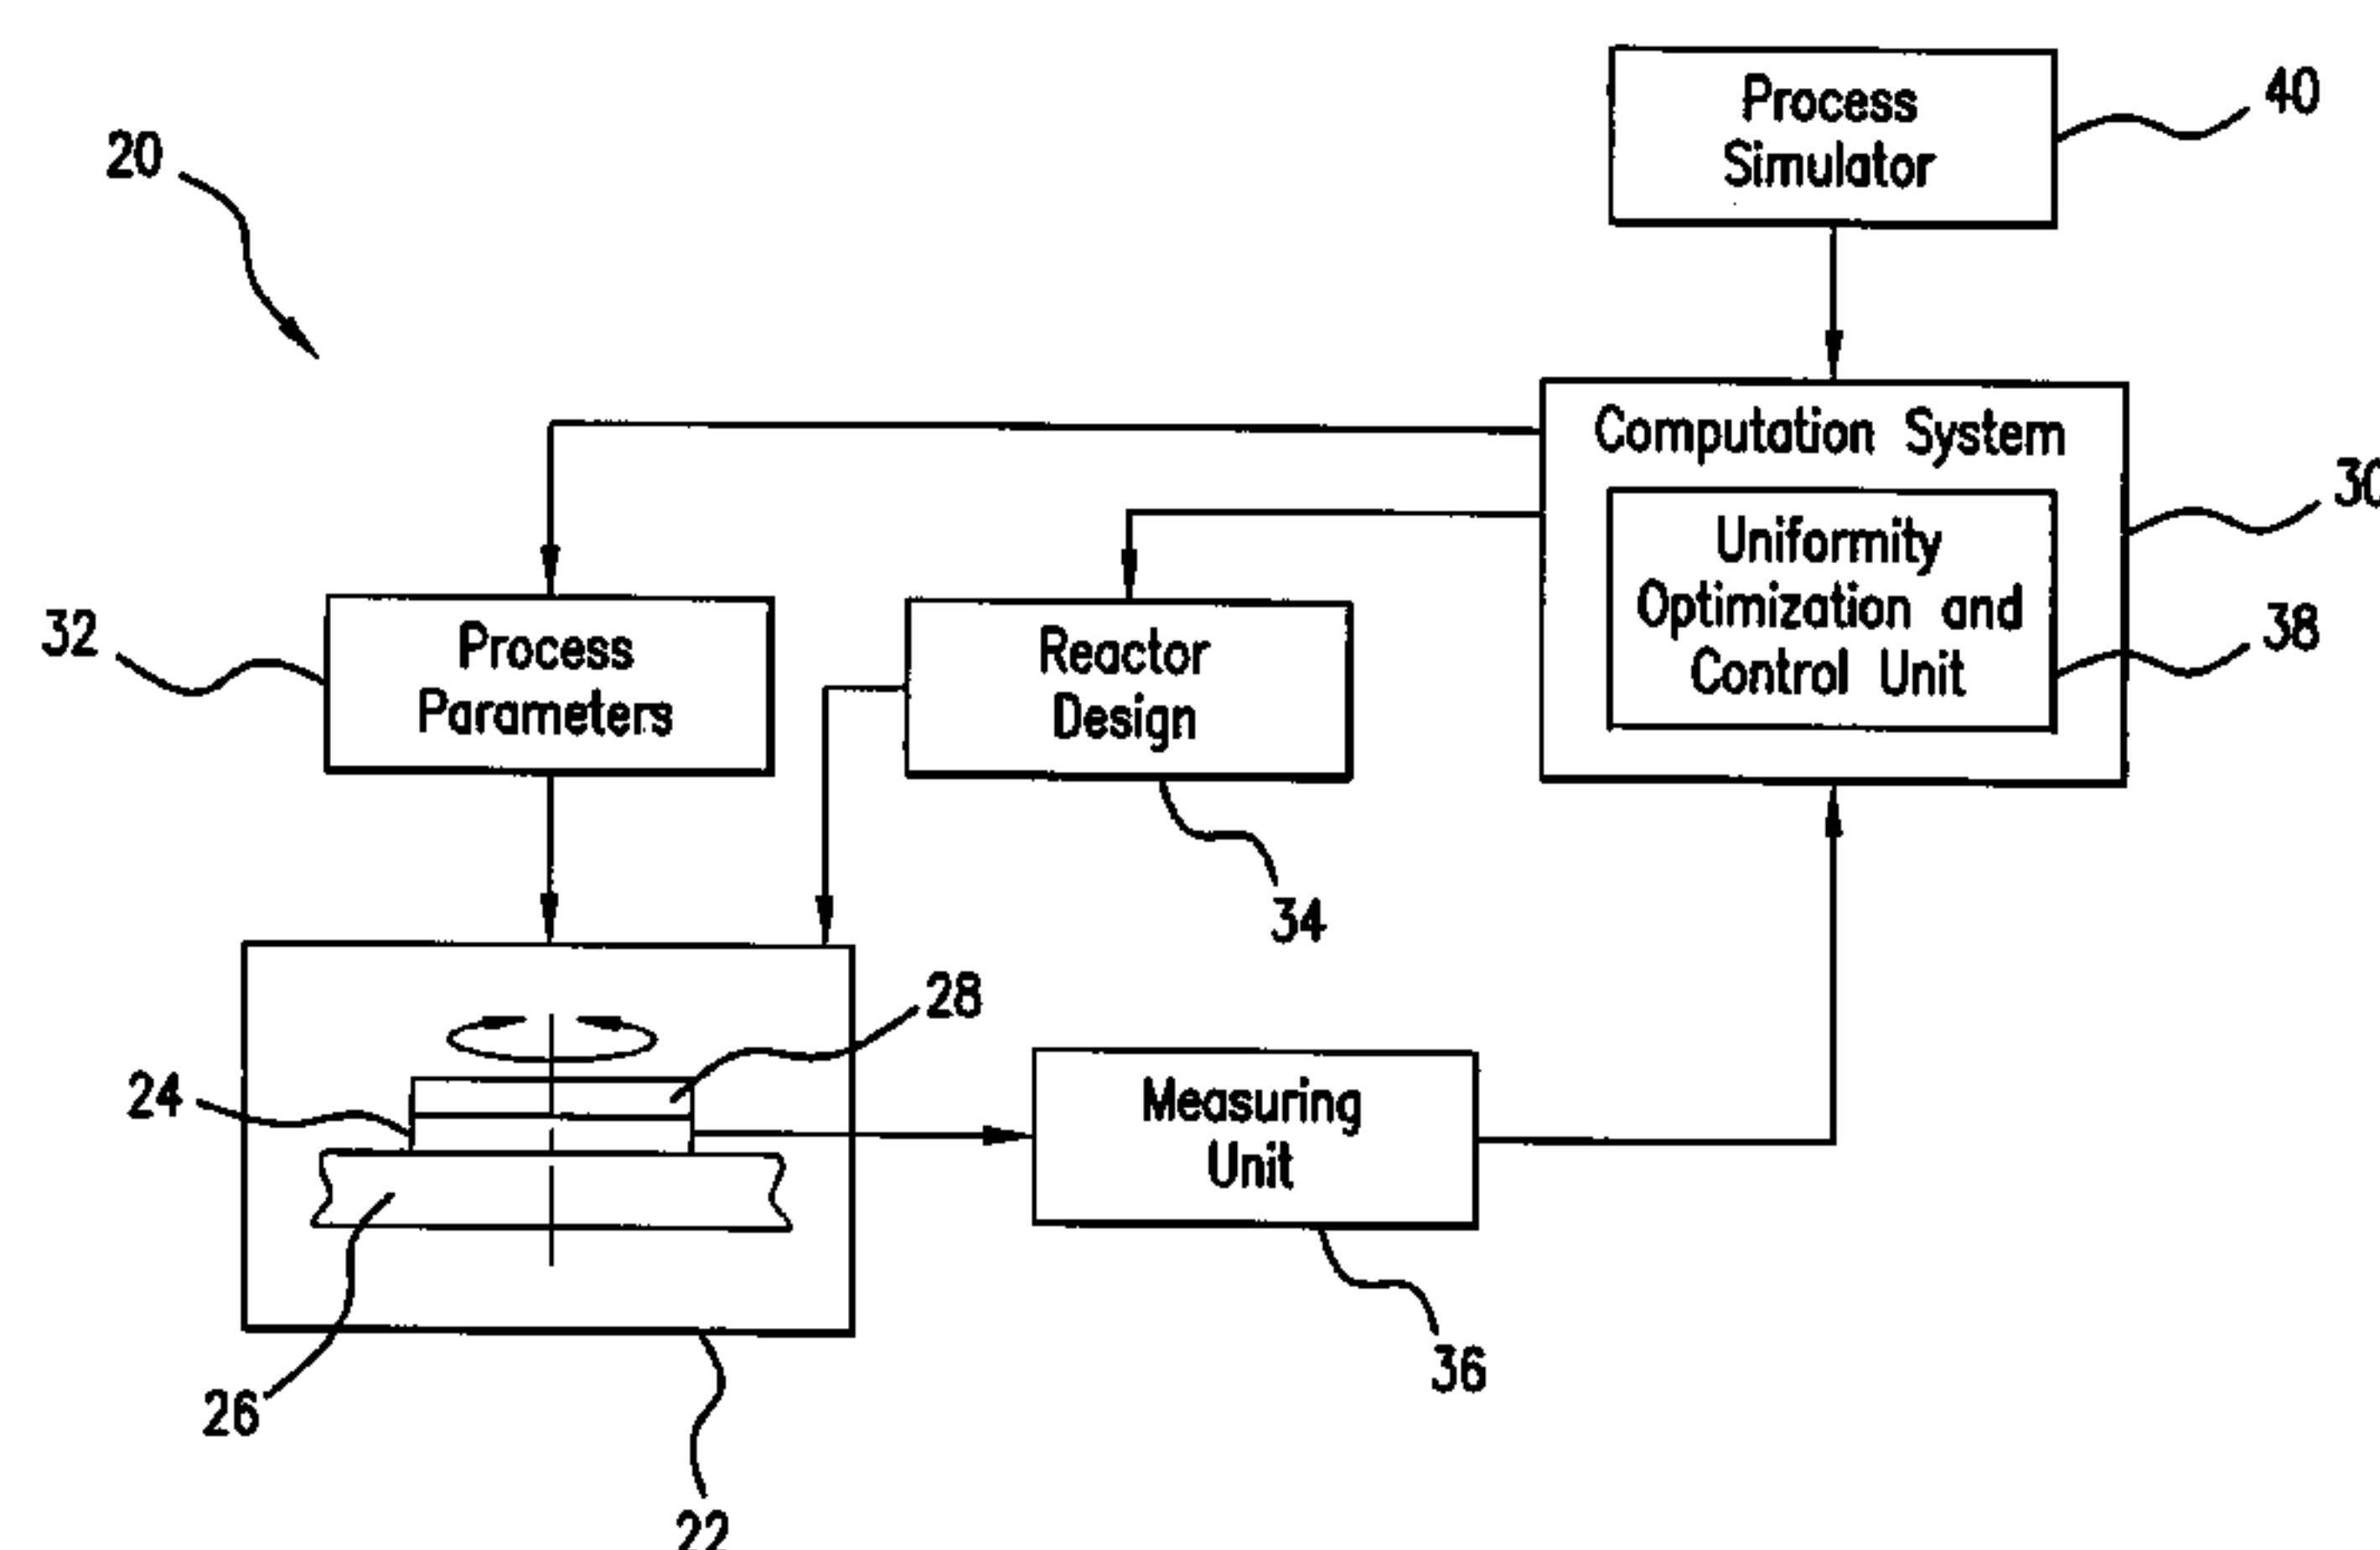 40
Process
Simulator
20
Computation System
30
Uniformity
Optimization and
Control Unit
38
32
Process
Parameters
Reactor
Design
34
28
24
Measuring
Unit
36
26
22